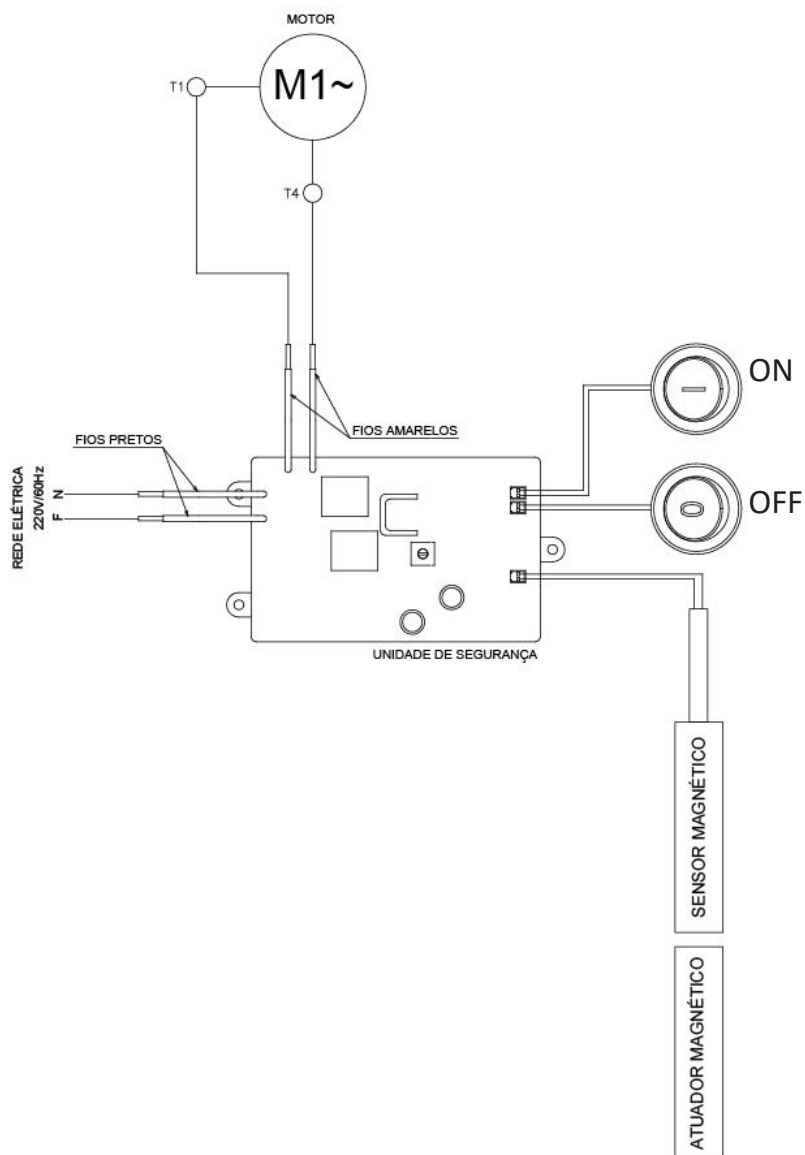 MOTOR
M1~
T1
T4
ON
FIOS AMARELOS
FIOS PRETOS
REDE ELÉTRICA
220V/60Hz
N
F
OFF
UNIDADE DE SEGURANÇA
SENSOR MAGNÉTICO
ATUADOR MAGNÉTICO